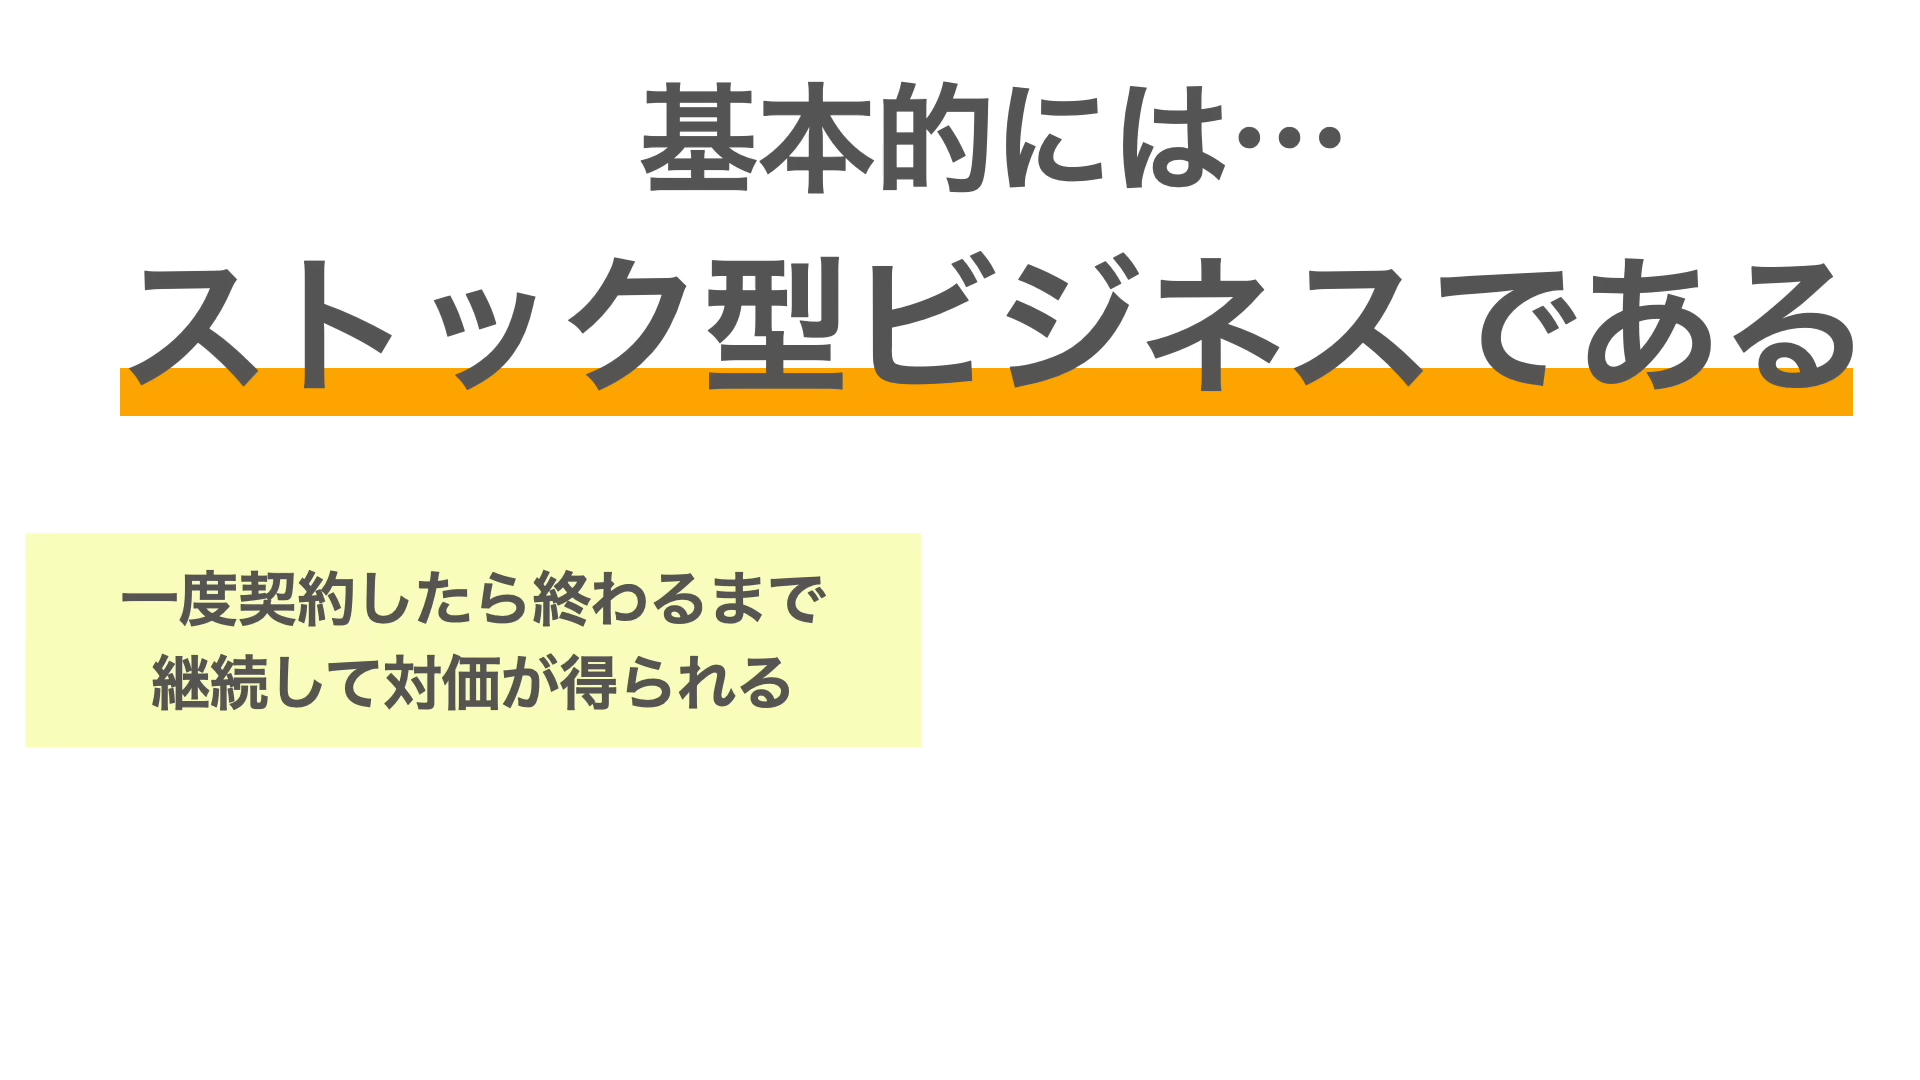 基本的には…
ストック型ビジネスである
一度契約したら終わるまで
継続して対価が得られる